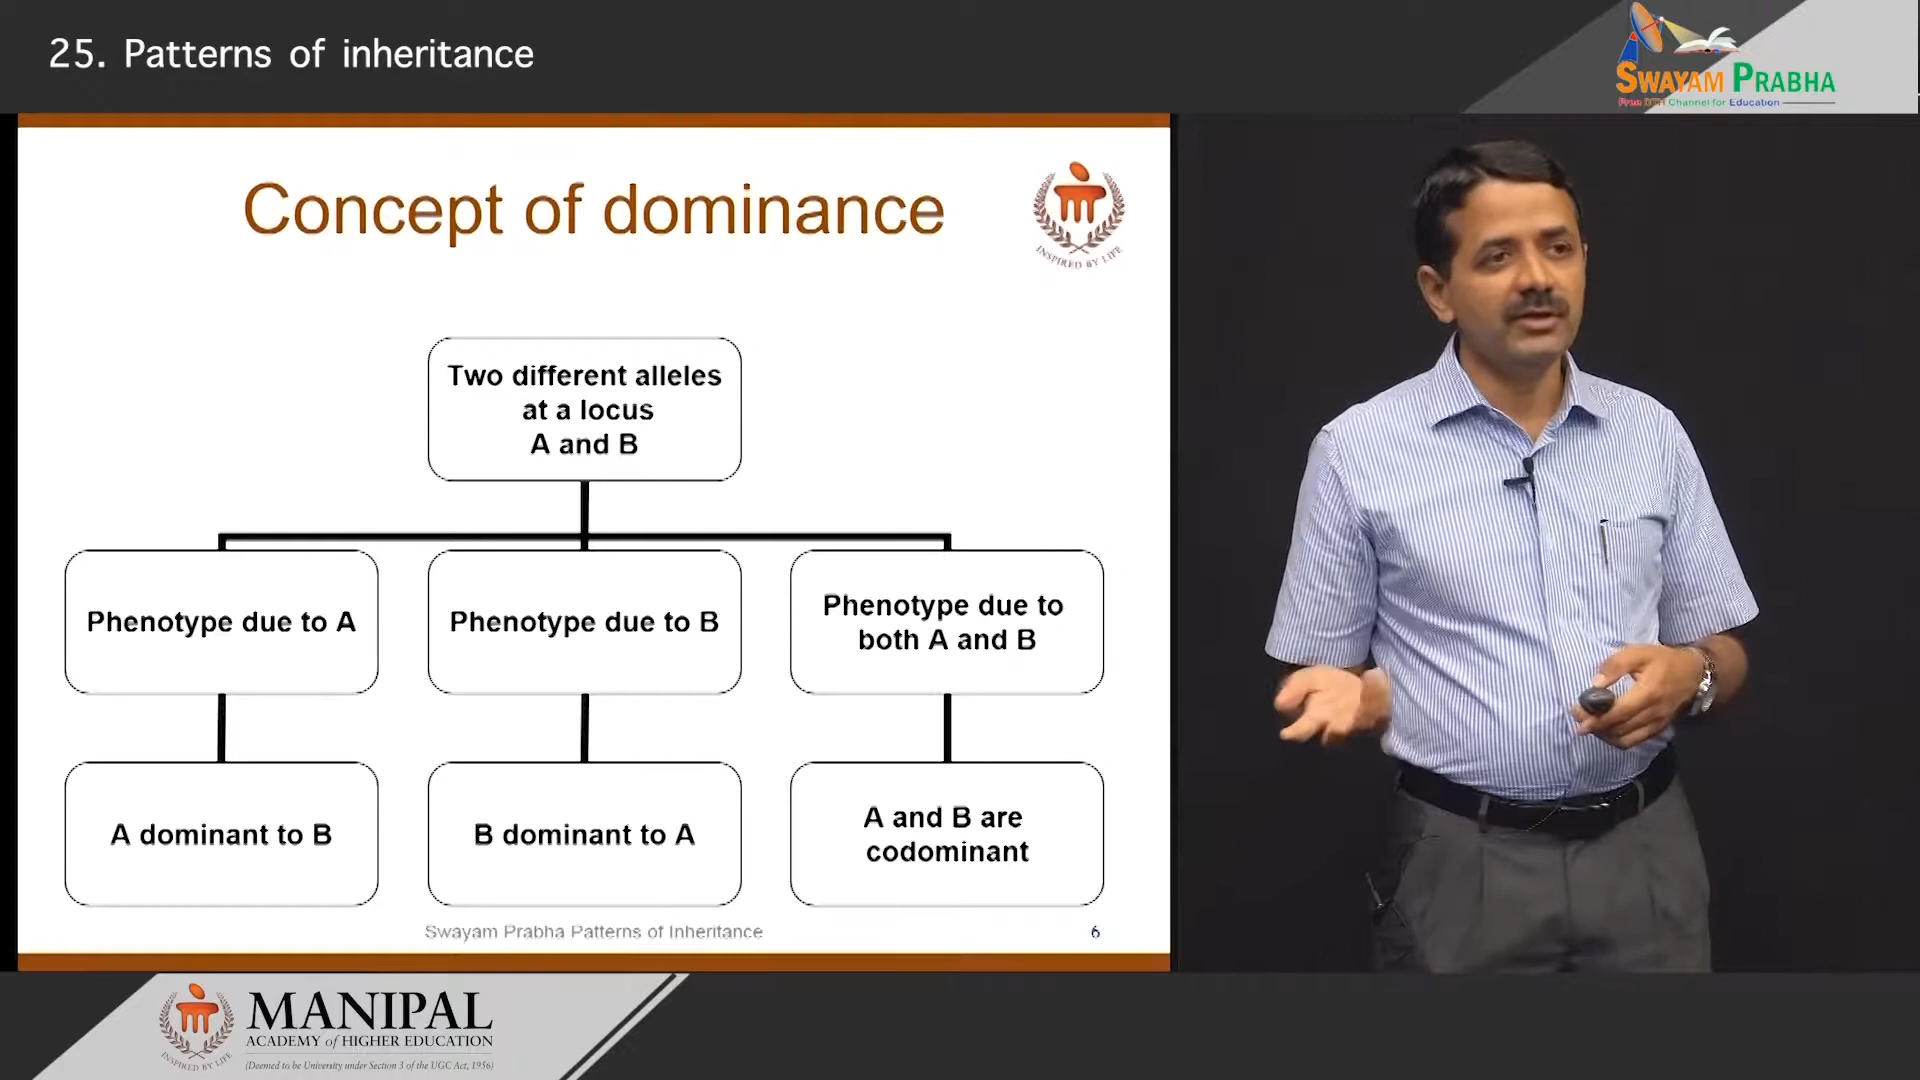 25. Patterns of inheritance
SWAYAM PRABHA
Free DTH Channel for Education
Concept of dominance
INSPIRED BY LIFE
Two different alleles
at a locus
A and B
Phenotype due to A
Phenotype due to B
Phenotype due to
both A and B
A dominant to B
B dominant to A
A and B are
codominant
Swayam Prabha Patterns of Inheritance
6
INSPIRED BY LIFE
MANIPAL
ACADEMY of HIGHER EDUCATION
(Deemed to be University under Section 3 of the UGC Act, 1956)